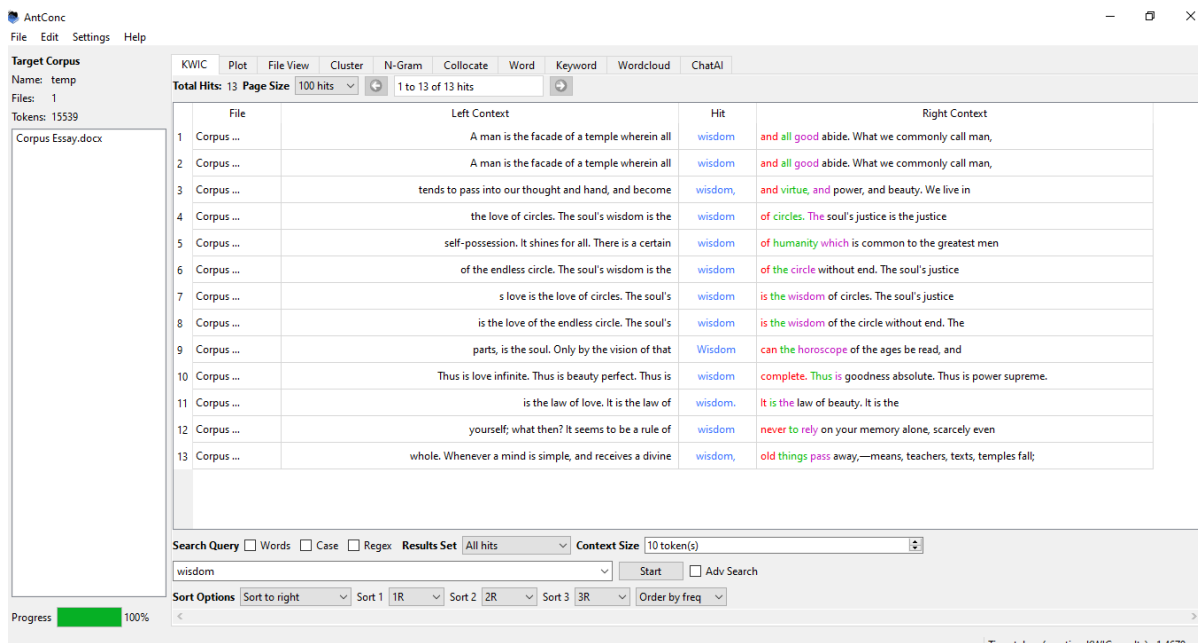 AntConc
File Edit Settings Help
Target Corpus
Name: temp
Files: 1
Tokens: 15539
Corpus Essay.docx
Progress 100%
KWIC Plot File View Cluster N-Gram Collocate Word Keyword Wordcloud ChatAI
Total Hits: 13 Page Size 100 hits 1 to 13 of 13 hits
File Left Context Hit Right Context
1 Corpus ... A man is the facade of a temple wherein all wisdom and all good abide. What we commonly call man,
2 Corpus ... A man is the facade of a temple wherein all wisdom and all good abide. What we commonly call man,
3 Corpus ... tends to pass into our thought and hand, and become wisdom, and virtue, and power, and beauty. We live in
4 Corpus ... the love of circles. The soul's wisdom is the wisdom of circles. The soul's justice is the justice
5 Corpus ... self-possession. It shines for all. There is a certain wisdom of humanity which is common to the greatest men
6 Corpus ... of the endless circle. The soul's wisdom is the wisdom of the circle without end. The soul's justice
7 Corpus ... s love is the love of circles. The soul's wisdom is the wisdom of circles. The soul's justice
8 Corpus ... is the love of the endless circle. The soul's wisdom is the wisdom of the circle without end. The
9 Corpus ... parts, is the soul. Only by the vision of that Wisdom can the horoscope of the ages be read, and
10 Corpus ... Thus is love infinite. Thus is beauty perfect. Thus is wisdom complete. Thus is goodness absolute. Thus is power supreme.
11 Corpus ... is the law of love. It is the law of wisdom. It is the law of beauty. It is the
12 Corpus ... yourself; what then? It seems to be a rule of wisdom never to rely on your memory alone, scarcely even
13 Corpus ... whole. Whenever a mind is simple, and receives a divine wisdom, old things pass away,—means, teachers, texts, temples fall;
Search Query Words Case Regex Results Set All hits Context Size 10 token(s)
wisdom Start Adv Search
Sort Options Sort to right Sort 1 1R Sort 2 2R Sort 3 3R Order by freq